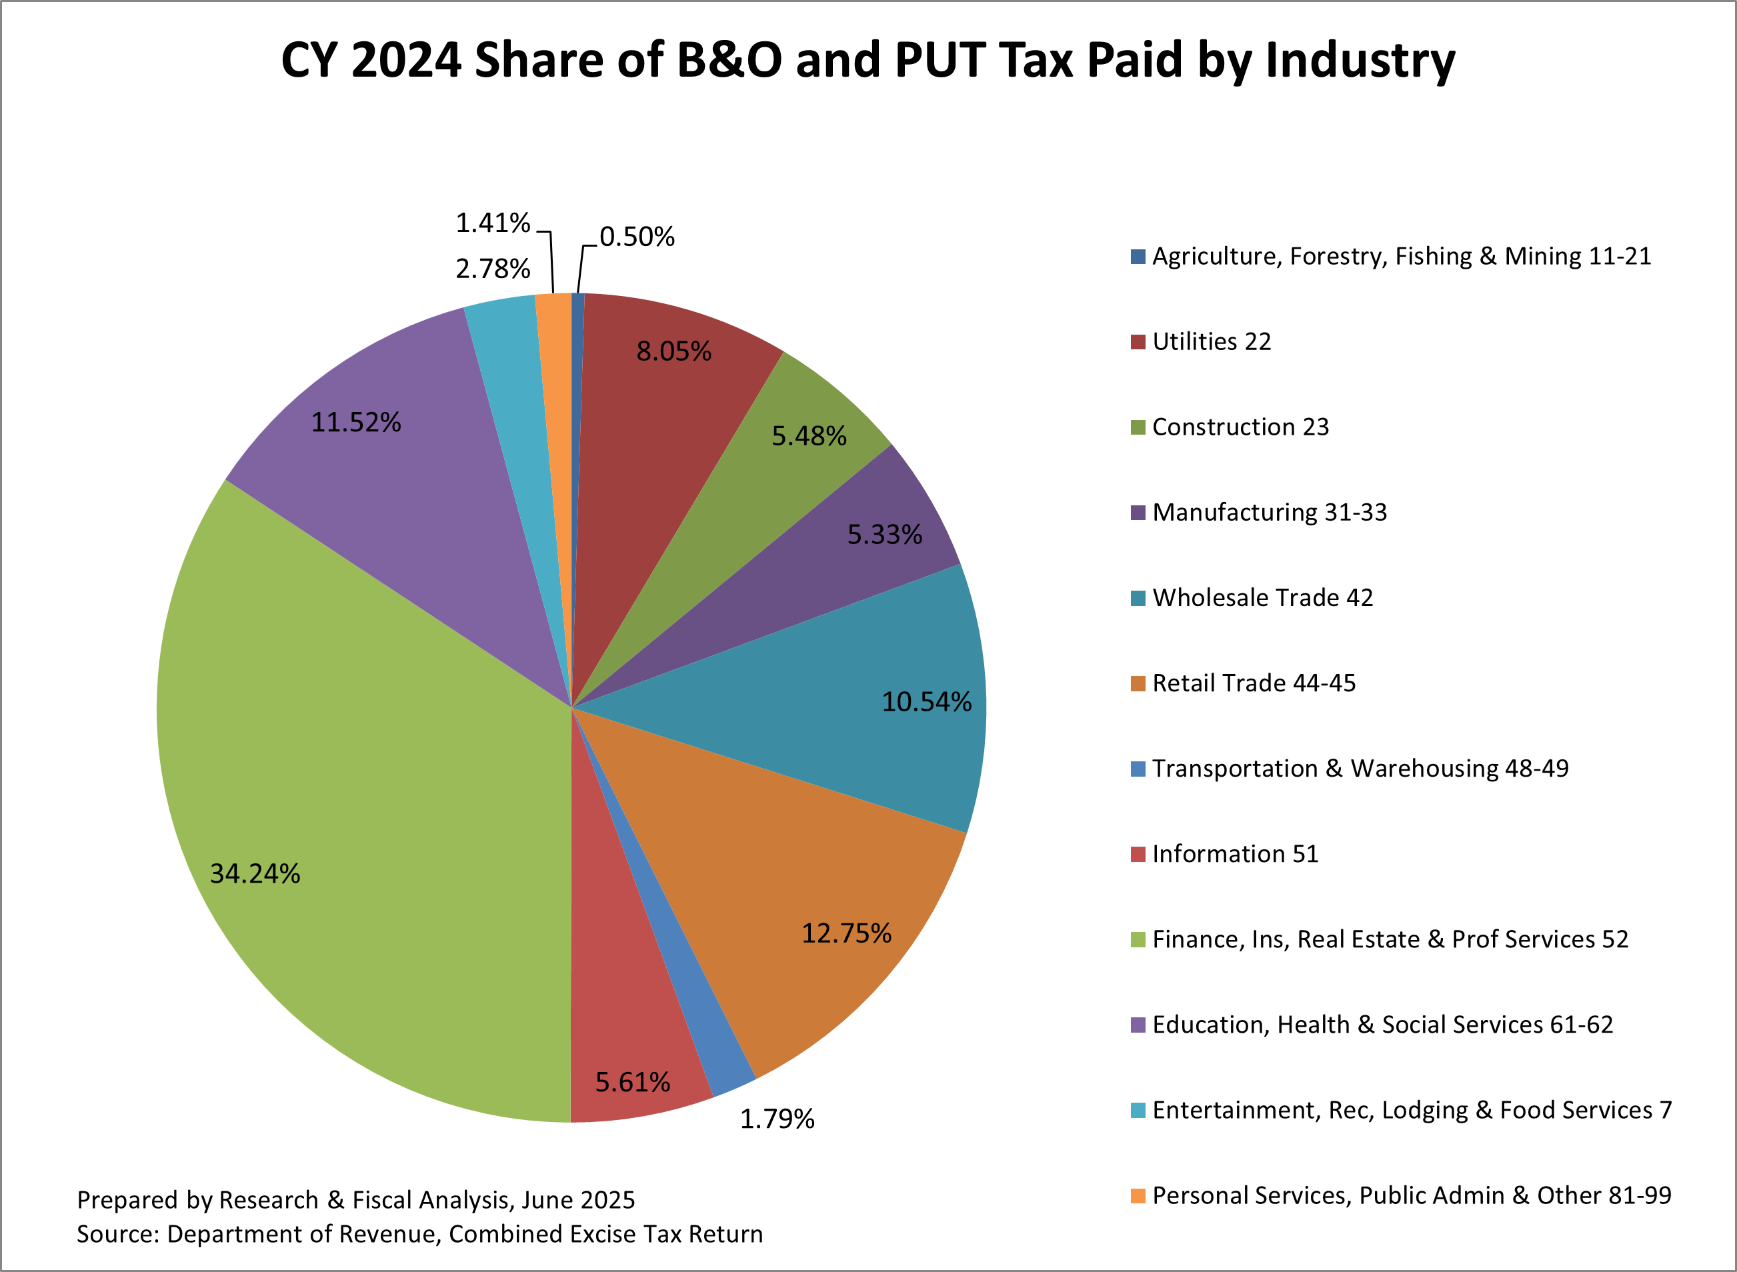 CY 2024 Share of B&O and PUT Tax Paid by Industry
1.41%
0.50%
2.78%
8.05%
11.52%
5.48%
5.33%
10.54%
34.24%
12.75%
5.61%
1.79%
Agriculture, Forestry, Fishing & Mining 11-21
Utilities 22
Construction 23
Manufacturing 31-33
Wholesale Trade 42
Retail Trade 44-45
Transportation & Warehousing 48-49
Information 51
Finance, Ins, Real Estate & Prof Services 52
Education, Health & Social Services 61-62
Entertainment, Rec, Lodging & Food Services 7
Personal Services, Public Admin & Other 81-99
Prepared by Research & Fiscal Analysis, June 2025
Source: Department of Revenue, Combined Excise Tax Return